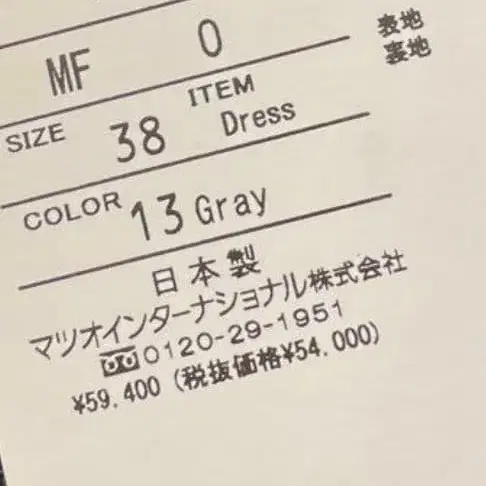 MF 0
表地
裏地
SIZE 38 ITEM Dress
COLOR 13 Gray
日本製
マツオインターナショナル株式会社
0120-29-1951
¥59.400 (税抜価格¥54.000)